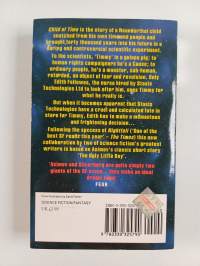 Child of Time is the story of a Neanderthal child
snatched from his own timeband people and
brought forty thousand years into his future in a
daring and controversial scientific experiment.
To the scientists, 'Timmy' is a guinea pig; to
human rights campaigners he's a cause; to
ordinary people, he's a monster, sub-human,
retarded, an object of fear and revulsion. Only
Edith Fellowes, the nurse hired by Stasis
Technologies Ltd to look after him, sees Timmy
for what he really is.
But when it becomes apparent that Stasis
Technologies have a cruel and calculated fate in
store for Timmy, Edith has to make a momentous
and frightening decision...
Following the success of Nightfall ('One of the
best SF reads this year' – The Times) this new
collaboration by two of science fiction's greatest
writers is based on Asimov's classic short story
'The Ugly Little Boy'.
'Asimov and Silverberg are quite simply two
giants of the SF scene... they make an ideal
dream team'
FEAR
SCIENCE FICTION/FANTASY
9 780330 325790